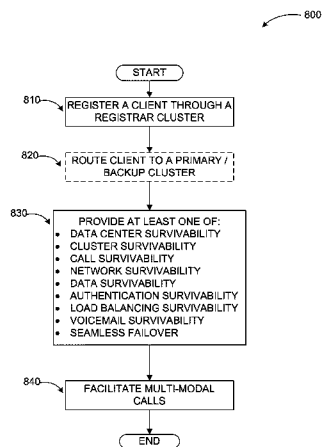 800
START
810
REGISTER A CLIENT THROUGH A
REGISTRAR CLUSTER
820
ROUTE CLIENT TO A PRIMARY /
BACKUP CLUSTER
830
PROVIDE AT LEAST ONE OF:
• DATA CENTER SURVIVABILITY
• CLUSTER SURVIVABILITY
• CALL SURVIVABILITY
• NETWORK SURVIVABILITY
• DATA SURVIVABILITY
• AUTHENTICATION SURVIVABILITY
• LOAD BALANCING SURVIVABILITY
• VOICEMAIL SURVIVABILITY
• SEAMLESS FAILOVER
840
FACILITATE MULTI-MODAL
CALLS
END